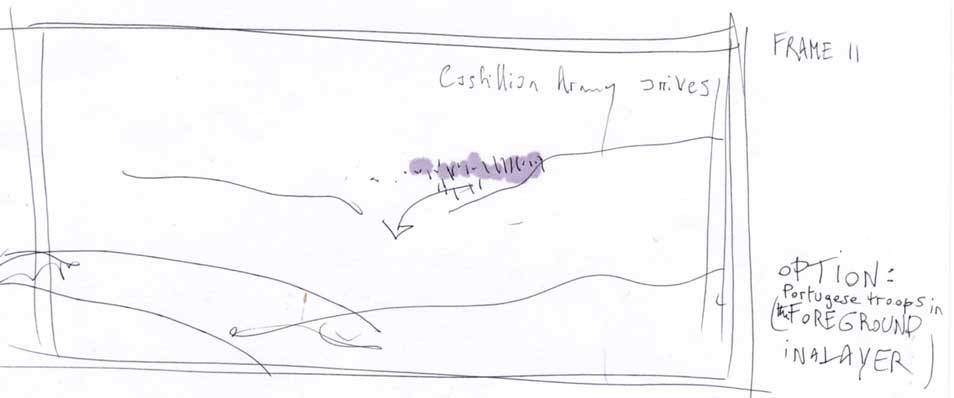 FRAME 11
Castillian Army arrives
OPTION:
Portugese troops in
(the FOREGROUND
IN A LAYER)